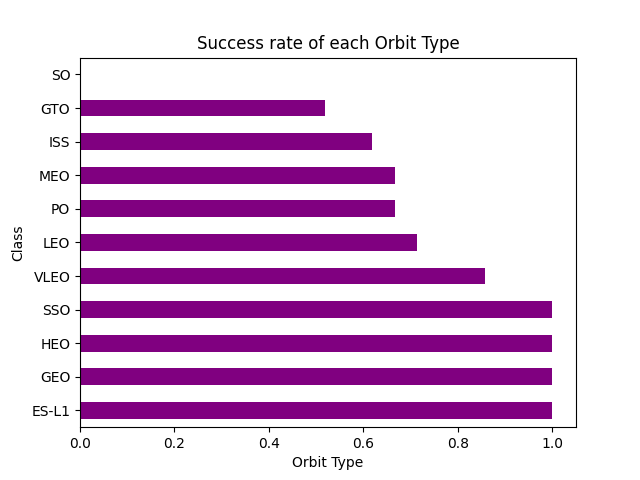 Success rate of each Orbit Type
SO
GTO
ISS
MEO
PO
LEO
VLEO
SSO
HEO
GEO
ES-L1
Class
0.0 0.2 0.4 0.6 0.8 1.0
Orbit Type